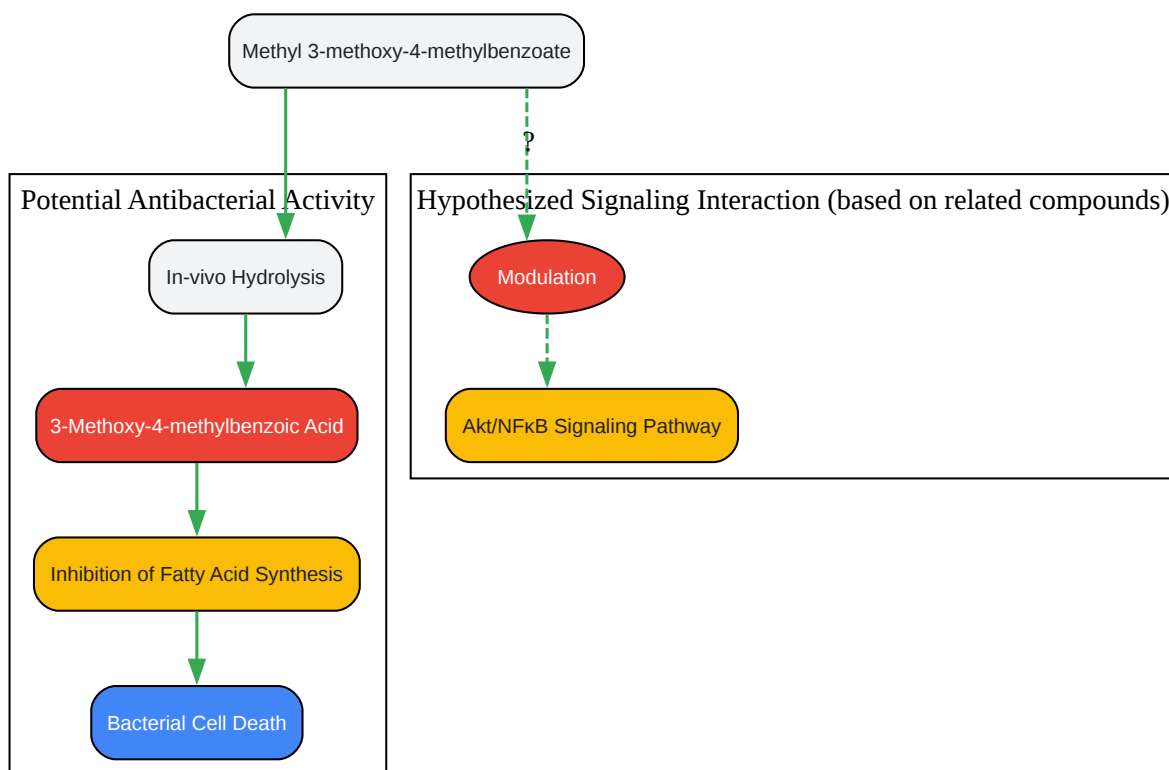 Methyl 3-methoxy-4-methylbenzoate
?
Potential Antibacterial Activity
Hypothesized Signaling Interaction (based on related compounds)
In-vivo Hydrolysis
Modulation
3-Methoxy-4-methylbenzoic Acid
Akt/NFκB Signaling Pathway
Inhibition of Fatty Acid Synthesis
Bacterial Cell Death